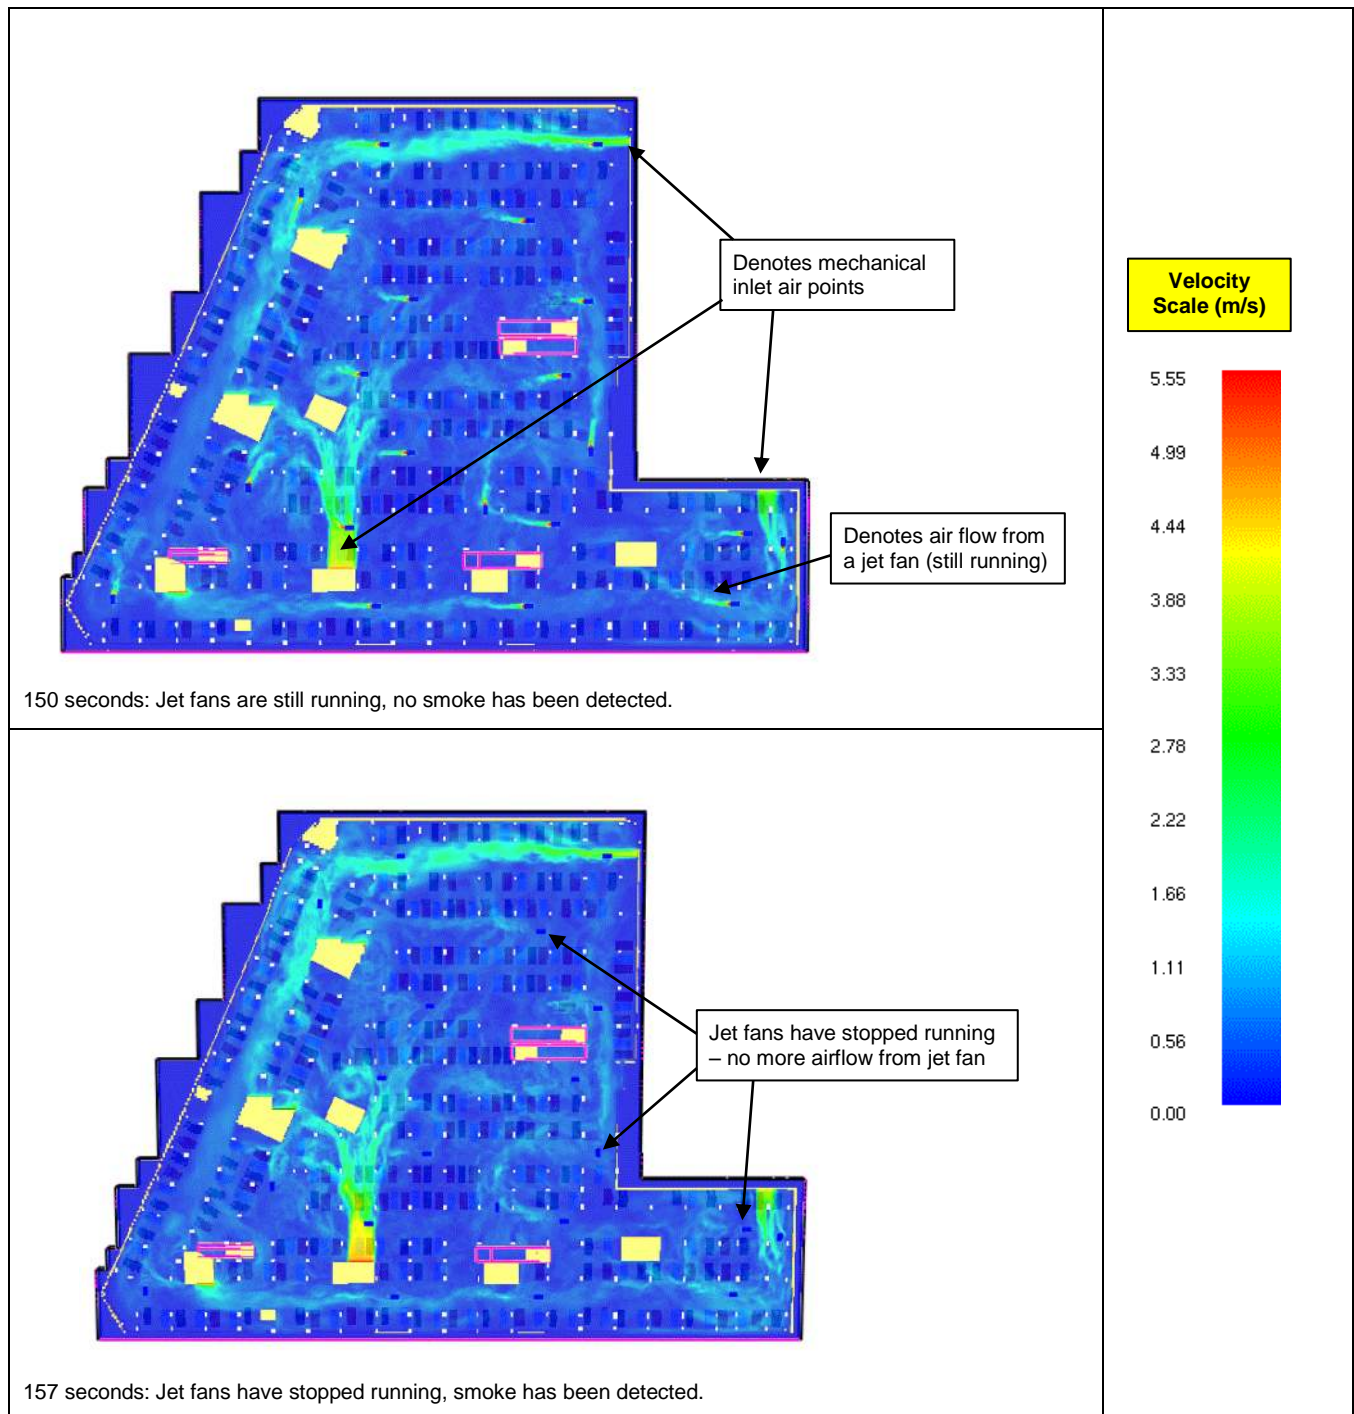 Denotes mechanical
inlet air points
Denotes air flow from
a jet fan (still running)
150 seconds: Jet fans are still running, no smoke has been detected.
Jet fans have stopped running
– no more airflow from jet fan
157 seconds: Jet fans have stopped running, smoke has been detected.
Velocity
Scale (m/s)
5.55
4.99
4.44
3.88
3.33
2.78
2.22
1.66
1.11
0.56
0.00